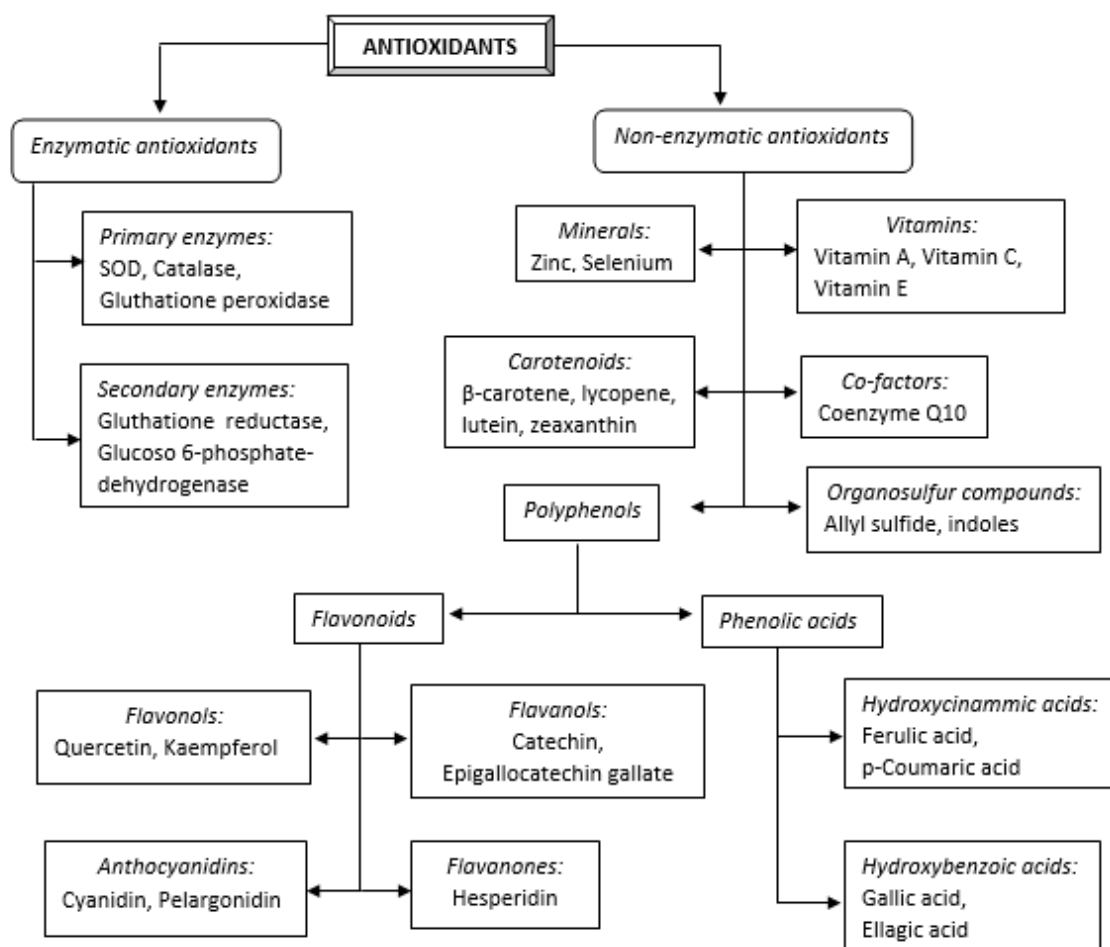 ANTIOXIDANTS
Enzymatic antioxidants
Non-enzymatic antioxidants
Primary enzymes:
SOD, Catalase,
Gluthatione peroxidase
Secondary enzymes:
Gluthatione reductase,
Glucoso 6-phosphate-
dehydrogenase
Minerals:
Zinc, Selenium
Vitamins:
Vitamin A, Vitamin C,
Vitamin E
Carotenoids:
β-carotene, lycopene,
lutein, zeaxanthin
Co-factors:
Coenzyme Q10
Polyphenols
Organosulfur compounds:
Allyl sulfide, indoles
Flavonoids
Phenolic acids
Flavonols:
Quercetin, Kaempferol
Flavanols:
Catechin,
Epigallocatechin gallate
Anthocyanidins:
Cyanidin, Pelargonidin
Flavanones:
Hesperidin
Hydroxycinammic acids:
Ferulic acid,
p-Coumaric acid
Hydroxybenzoic acids:
Gallic acid,
Ellagic acid